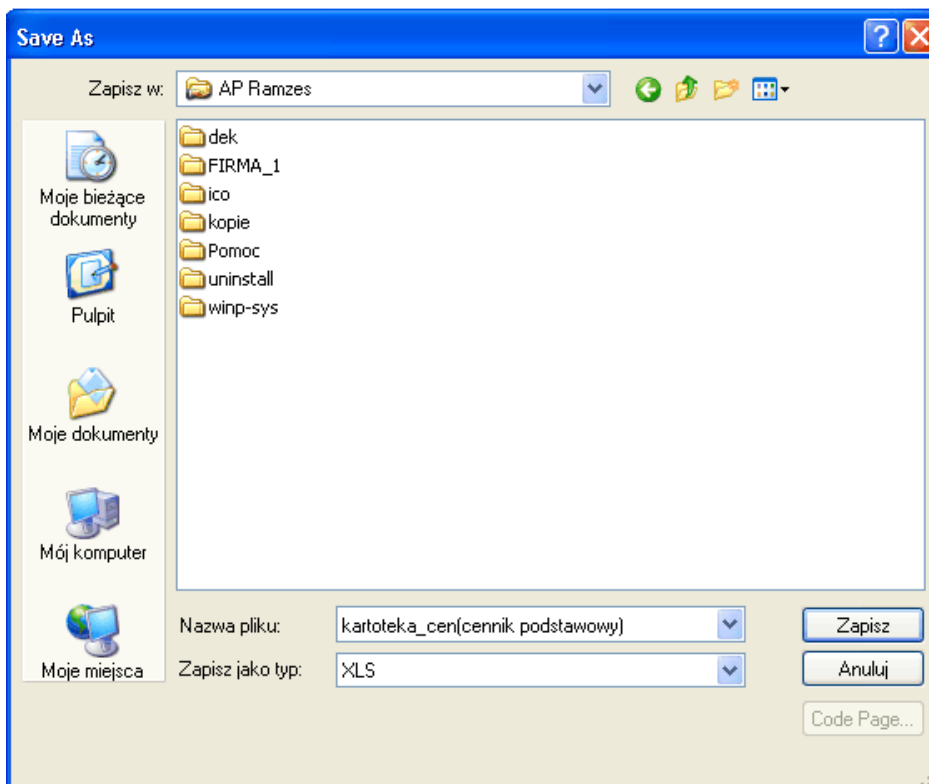 Save As
Zapisz w:
AP Ramzes
dek
FIRMA_1
ico
kopie
Pomoc
uninstall
winp-sys
Moje bieżące
dokumenty
Pulpit
Moje dokumenty
Mój komputer
Moje miejsca
Nazwa pliku:
kartoteka_cen(cennik podstawowy)
Zapisz
Zapisz jako typ:
XLS
Anuluj
Code Page...